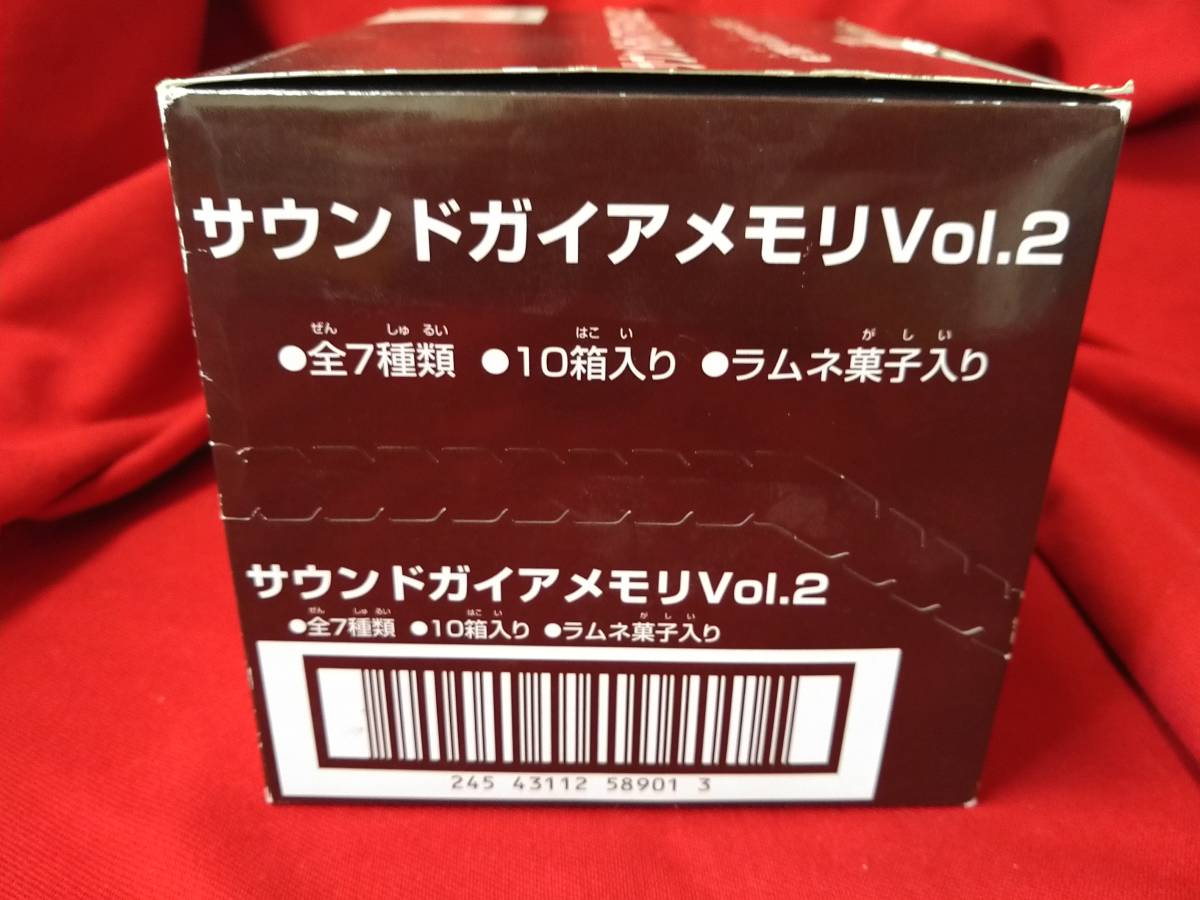 サウンドガイアメモリVol.2
ぜん しゅ るい はこ い が し い
●全7種類 ●10箱入り ●ラムネ菓子入り
サウンドガイアメモリVol.2
ぜん しゅ るい はこ い が し い
●全7種類 ●10箱入り ●ラムネ菓子入り
245 43112 58901 3